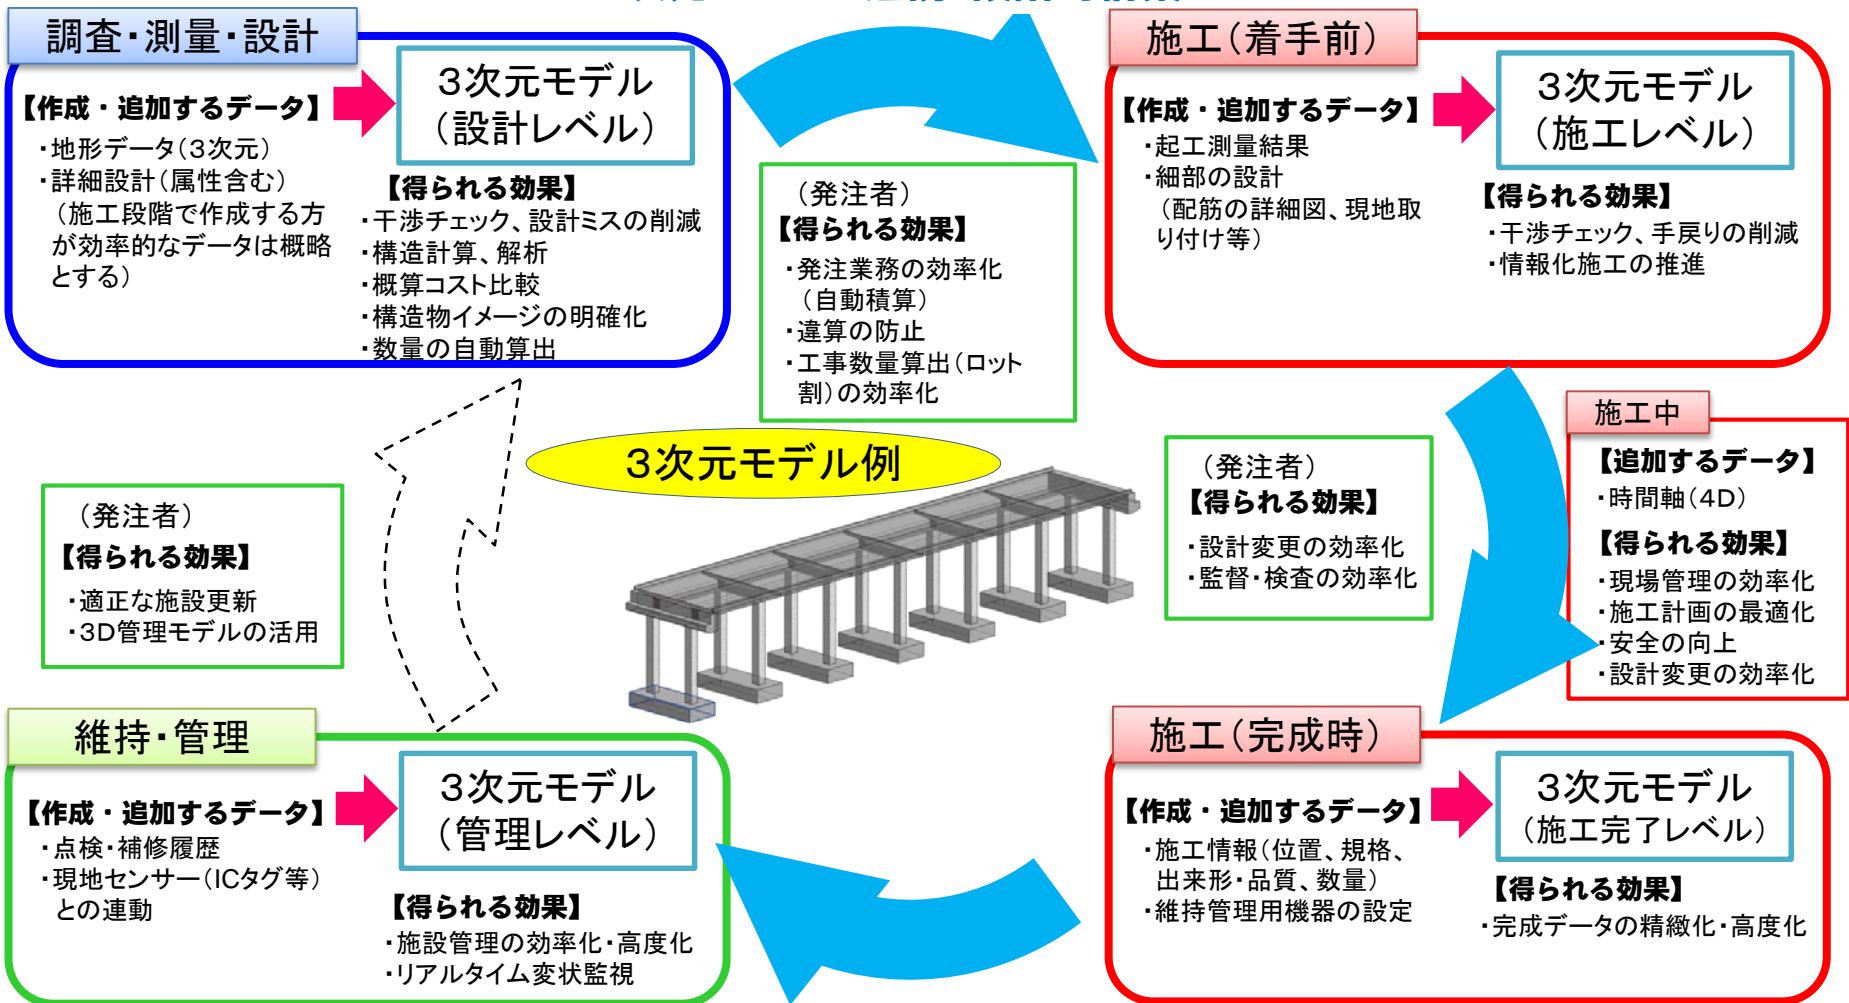 調査・測量・設計
【作成・追加するデータ】
・地形データ(3次元)
・詳細設計(属性含む)
(施工段階で作成する方
が効率的なデータは概略
とする)
3次元モデル
(設計レベル)
【得られる効果】
・干渉チェック、設計ミスの削減
・構造計算、解析
・概算コスト比較
・構造物イメージの明確化
・数量の自動算出
(発注者)
【得られる効果】
・発注業務の効率化
(自動積算)
・違算の防止
・工事数量算出(ロット
割)の効率化
施工(着手前)
【作成・追加するデータ】
・起工測量結果
・細部の設計
(配筋の詳細図、現地取
り付け等)
3次元モデル
(施工レベル)
【得られる効果】
・干渉チェック、手戻りの削減
・情報化施工の推進
施工中
【追加するデータ】
・時間軸(4D)
【得られる効果】
・現場管理の効率化
・施工計画の最適化
・安全の向上
・設計変更の効率化
(発注者)
【得られる効果】
・設計変更の効率化
・監督・検査の効率化
3次元モデル例
(発注者)
【得られる効果】
・適正な施設更新
・3D管理モデルの活用
施工(完成時)
【作成・追加するデータ】
・施工情報(位置、規格、
出来形・品質、数量)
・維持管理用機器の設定
3次元モデル
(施工完了レベル)
【得られる効果】
・完成データの精緻化・高度化
維持・管理
【作成・追加するデータ】
・点検・補修履歴
・現地センサー(ICタグ等)
との連動
3次元モデル
(管理レベル)
【得られる効果】
・施設管理の効率化・高度化
・リアルタイム変状監視